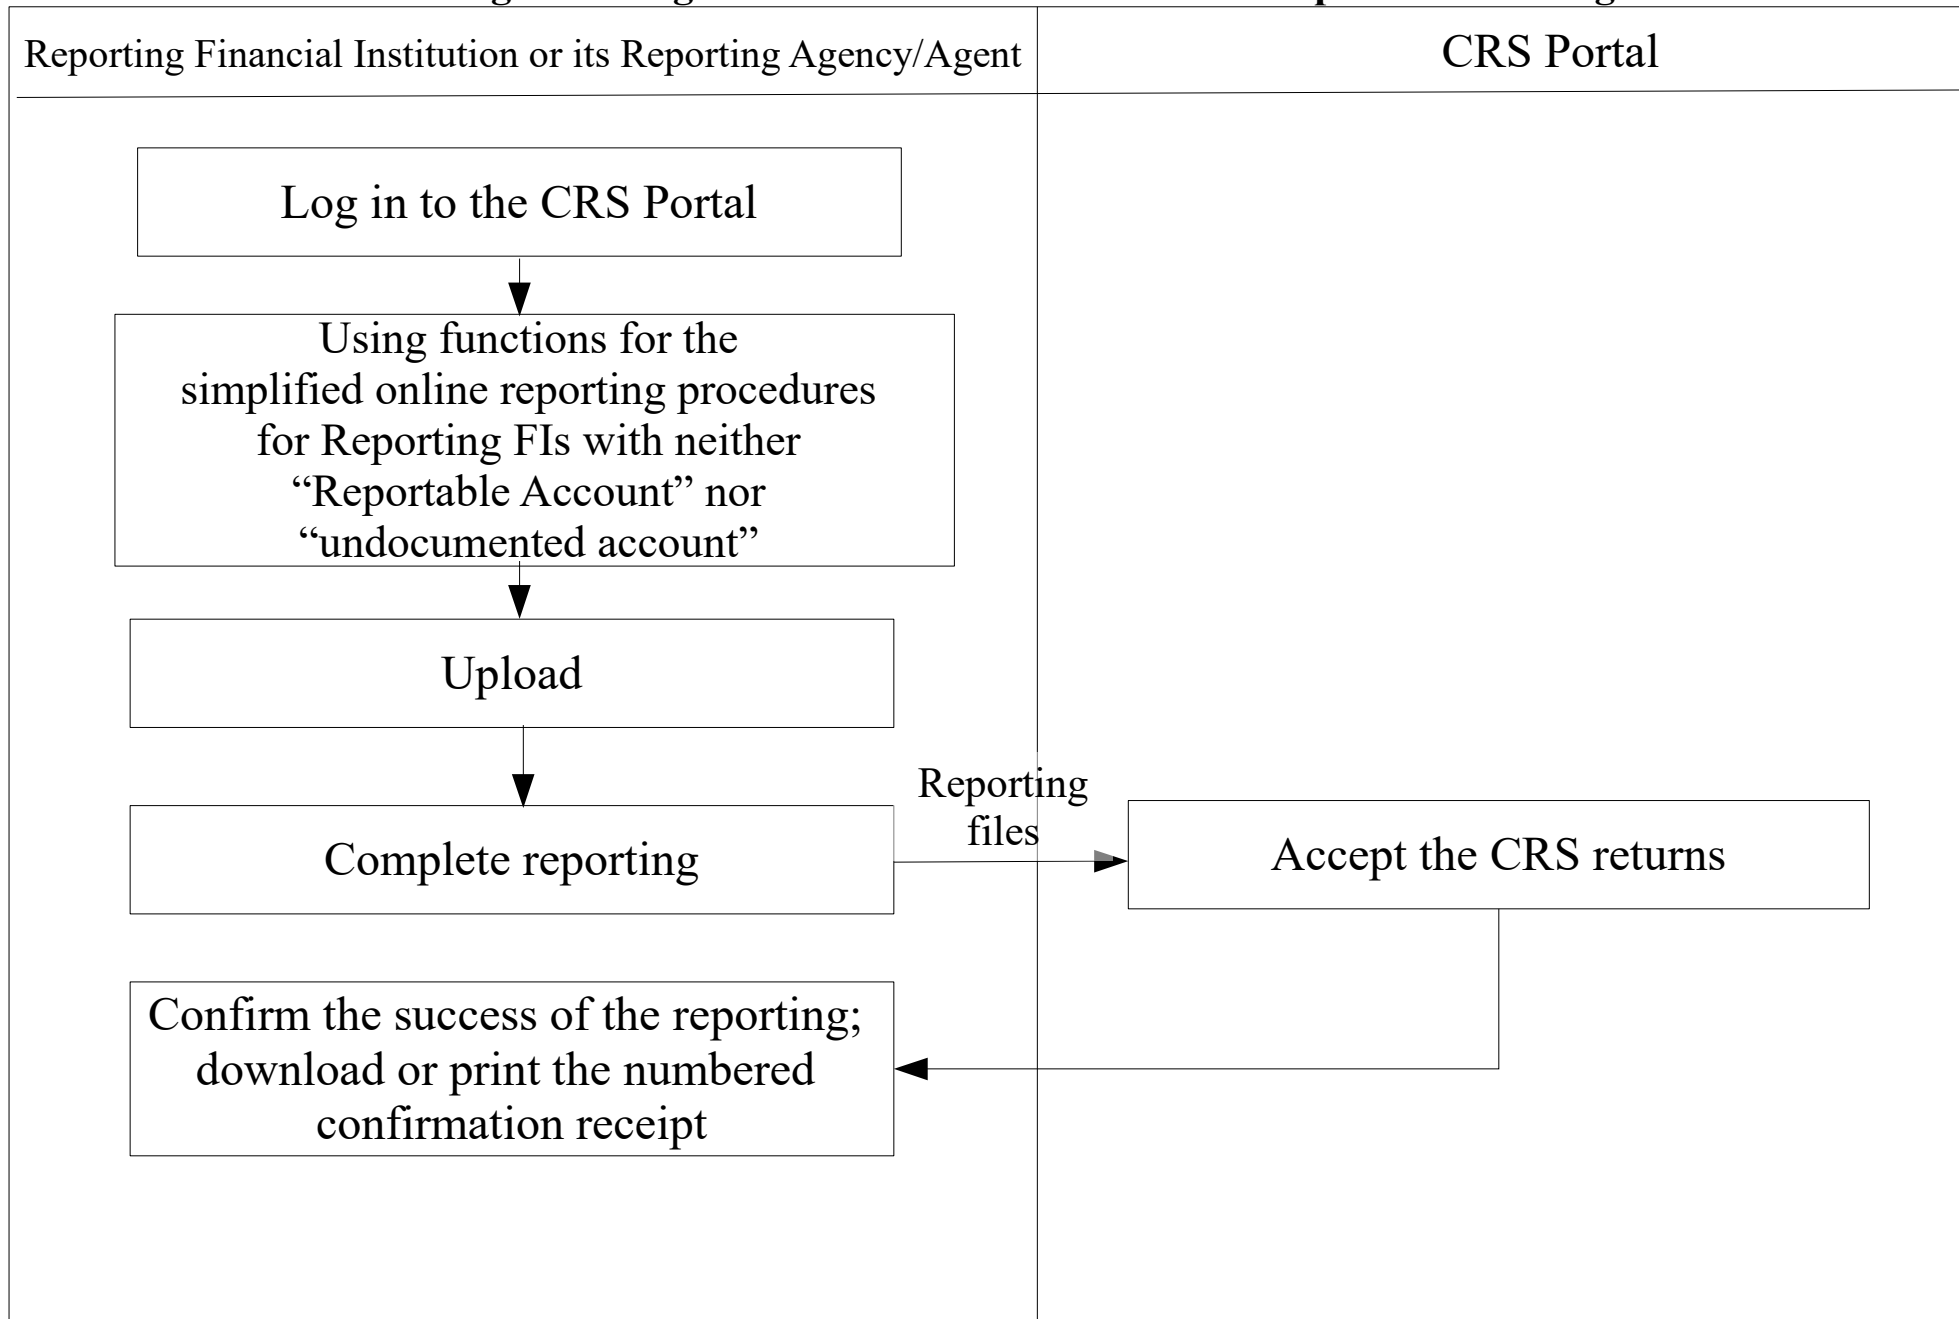 Reporting Financial Institution or its Reporting Agency/Agent
CRS Portal
Log in to the CRS Portal
Using functions for the
simplified online reporting procedures
for Reporting FIs with neither
“Reportable Account” nor
“undocumented account”
Upload
Reporting
files
Complete reporting
Accept the CRS returns
Confirm the success of the reporting;
download or print the numbered
confirmation receipt